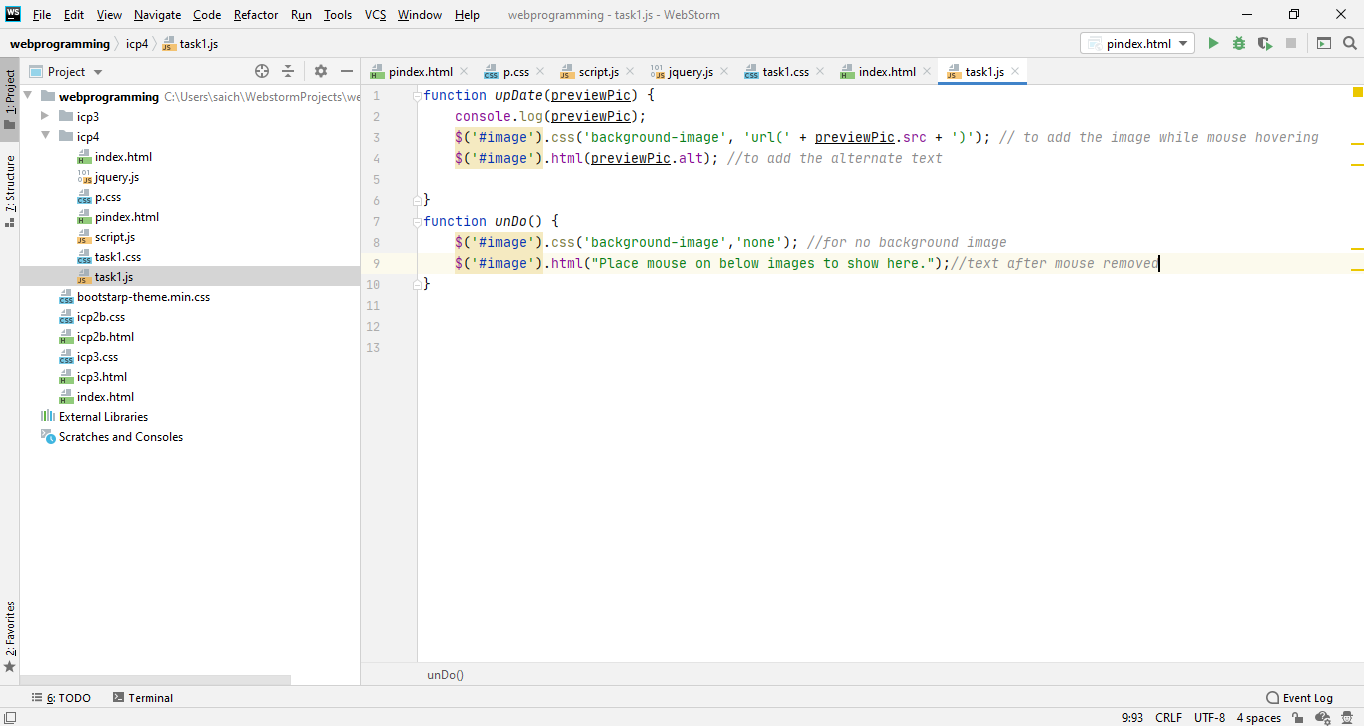 WS File Edit View Navigate Code Refactor Run Tools VCS Window Help webprogramming - task1.js - WebStorm
webprogramming icp4 task1.js pindex.html
1: Project
Project
pindex.html p.css script.js jquery.js task1.css index.html task1.js
webprogramming C:\Users\saich\WebstormProjects\we
icp3
icp4
index.html
jquery.js
p.css
pindex.html
script.js
task1.css
task1.js
bootstarp-theme.min.css
icp2b.css
icp2b.html
icp3.css
icp3.html
index.html
External Libraries
Scratches and Consoles
7: Structure
2: Favorites
1 function upDate(previewPic) {
2 console.log(previewPic);
3 $('#image').css('background-image', 'url(' + previewPic.src + ')'); // to add the image while mouse hovering
4 $('#image').html(previewPic.alt); //to add the alternate text
5
6 }
7 function unDo() {
8 $('#image').css('background-image','none'); //for no background image
9 $('#image').html("Place mouse on below images to show here.");//text after mouse removed
10 }
11
12
13
unDo()
6: TODO Terminal Event Log
9:93 CRLF UTF-8 4 spaces